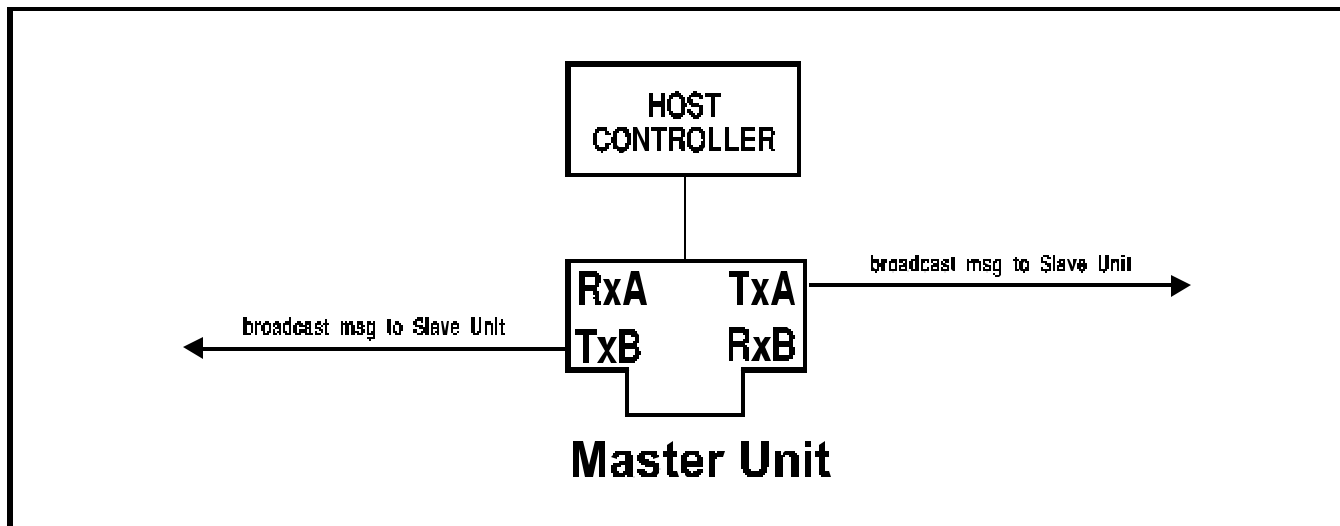 HOST
CONTROLLER
broadcast msg to Slave Unit
RxA TxA
broadcast msg to Slave Unit
TxB RxB
Master Unit